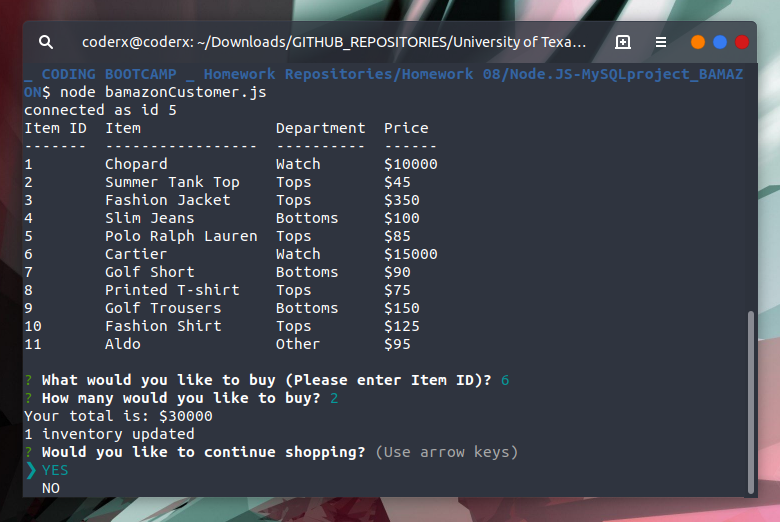 coderx@coderx: ~/Downloads/GITHUB_REPOSITORIES/University of Texa...
_ CODING BOOTCAMP _ Homework Repositories/Homework 08/Node.JS-MySQLproject_BAMAZ
ON$ node bamazonCustomer.js
connected as id 5
Item ID  Item               Department  Price
-------  -----------------  ----------  ------
1        Chopard            Watch       $10000
2        Summer Tank Top    Tops        $45
3        Fashion Jacket     Tops        $350
4        Slim Jeans         Bottoms     $100
5        Polo Ralph Lauren  Tops        $85
6        Cartier            Watch       $15000
7        Golf Short         Bottoms     $90
8        Printed T-shirt    Tops        $75
9        Golf Trousers      Bottoms     $150
10       Fashion Shirt      Tops        $125
11       Aldo               Other       $95
? What would you like to buy (Please enter Item ID)? 6
? How many would you like to buy? 2
Your total is: $30000
1 inventory updated
? Would you like to continue shopping? (Use arrow keys)
❯ YES
  NO